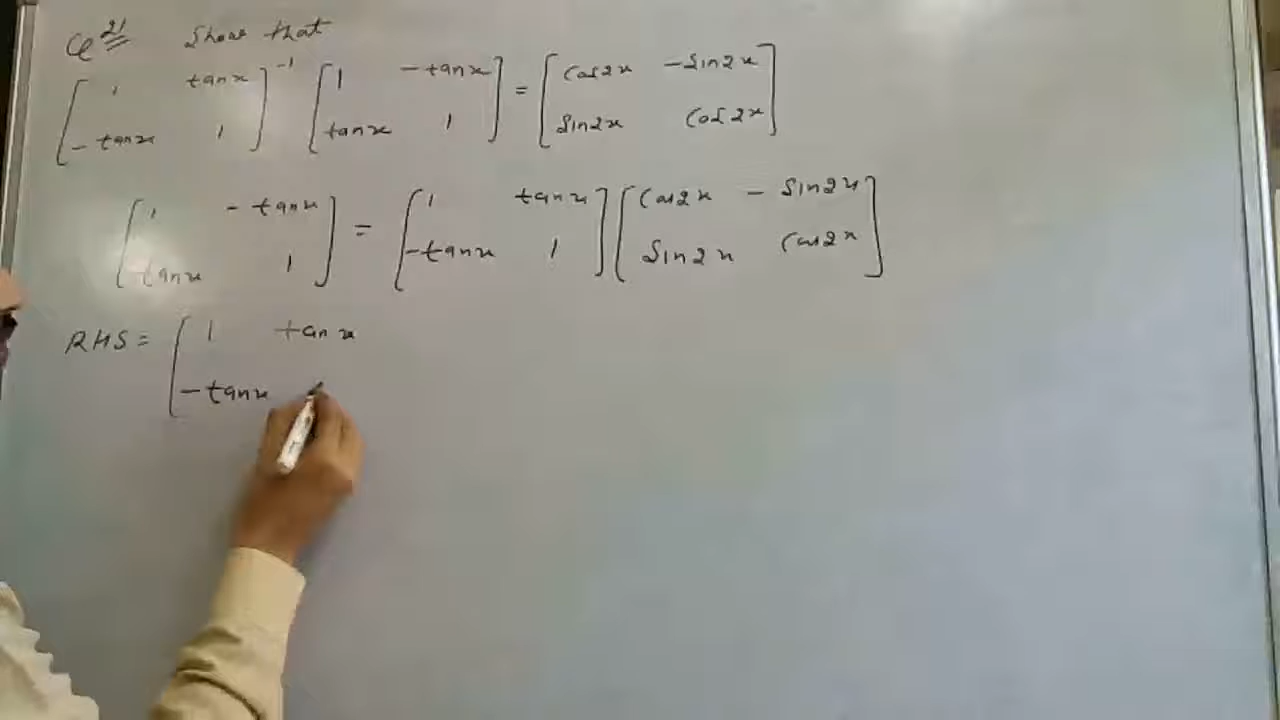 Q 21 Show that
[1 tanx -tanx 1]^-1 [1 -tanx tanx 1] = [Cos2x -Sin2x Sin2x Cos2x]
[1 -tanx tanx 1] = [1 tanx -tanx 1] [Cos2x -Sin2x Sin2x Cos2x]
RHS = [1 tanx -tanx